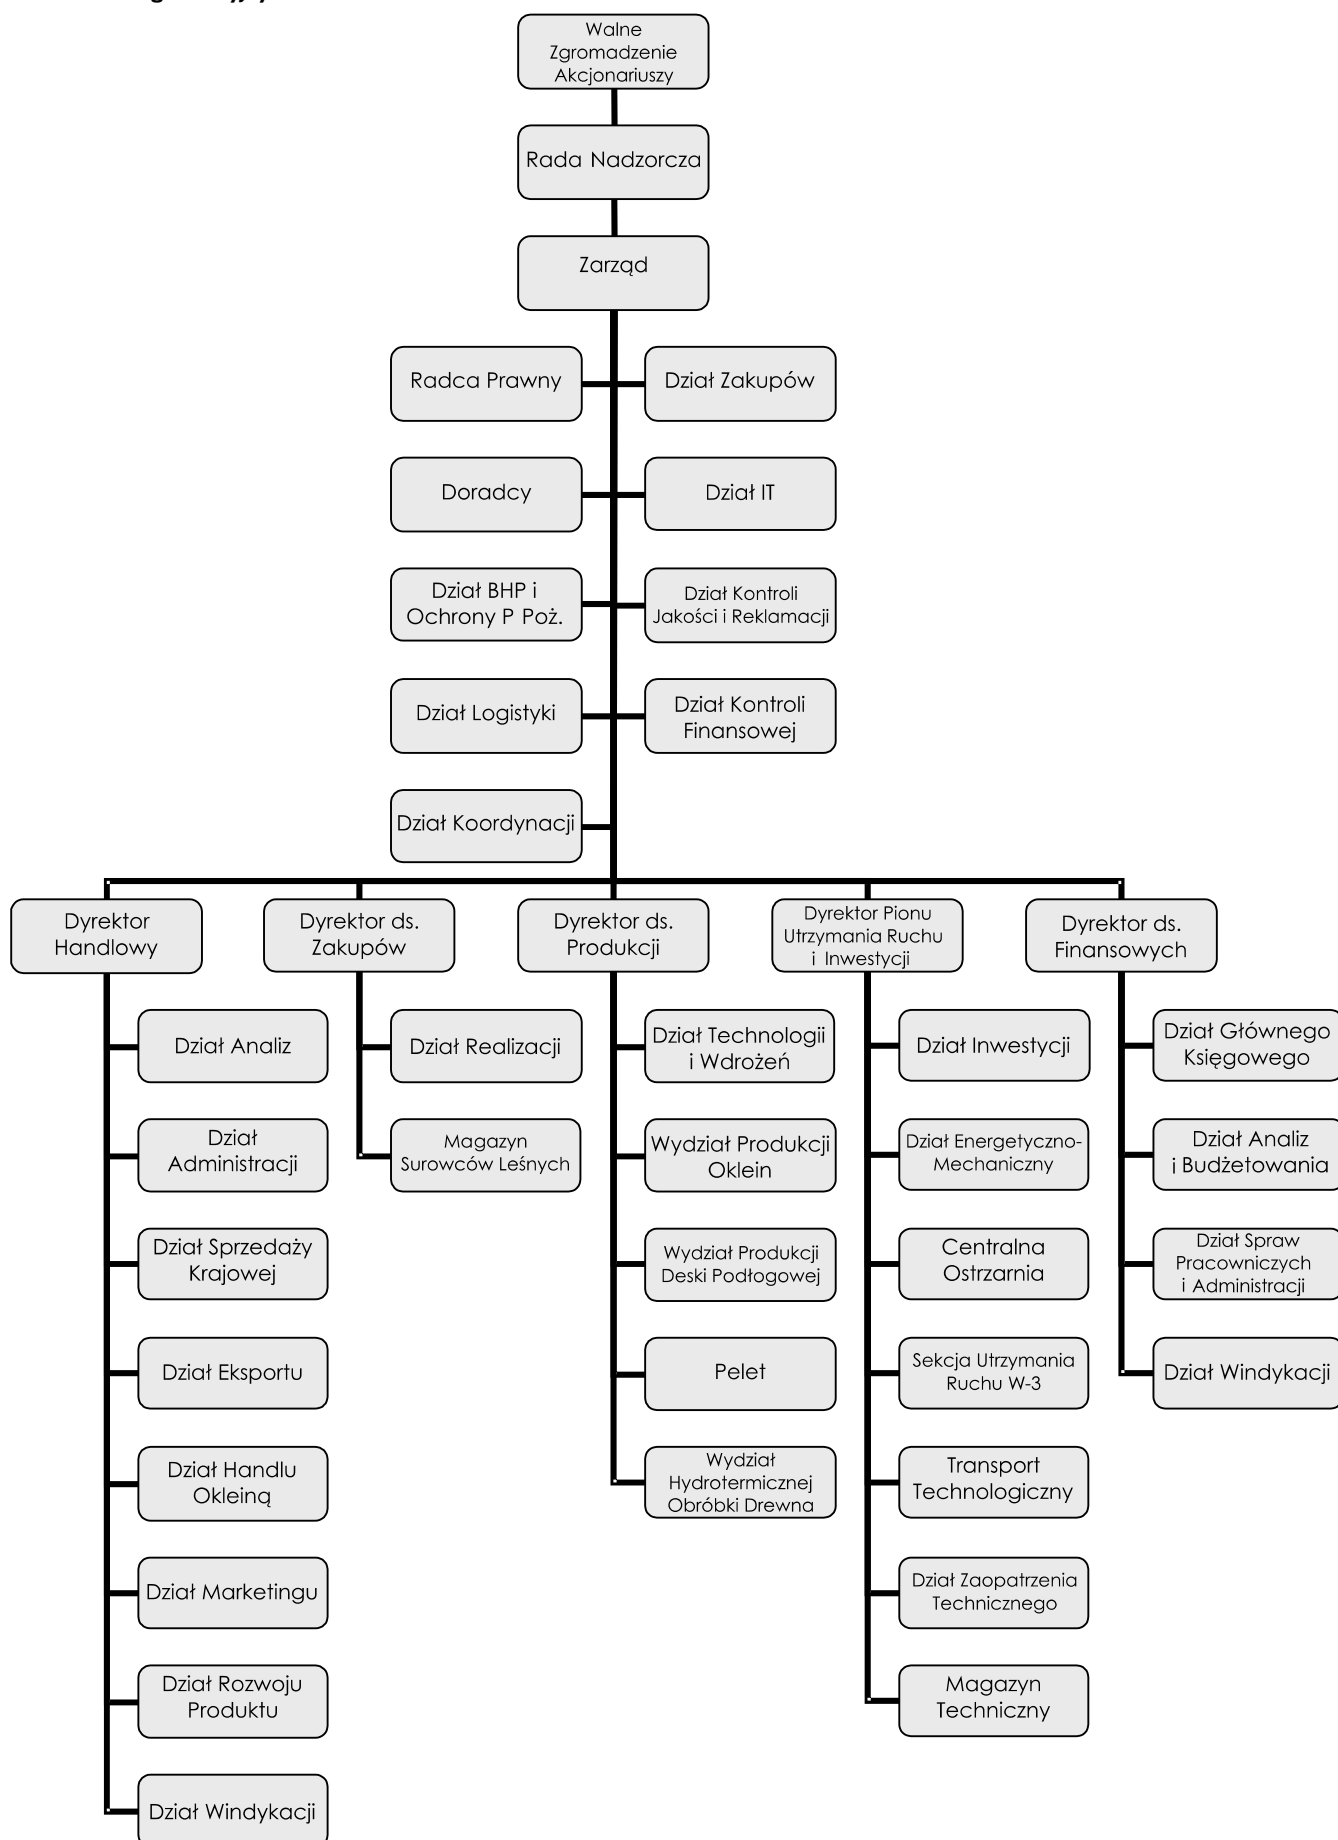 Walne
Zgromadzenie
Akcjonariuszy
Rada Nadzorcza
Zarząd
Radca Prawny
Dział Zakupów
Doradcy
Dział IT
Dział BHP i
Ochrony P Poż.
Dział Kontroli
Jakości i Reklamacji
Dział Logistyki
Dział Kontroli
Finansowej
Dział Koordynacji
Dyrektor
Handlowy
Dyrektor ds.
Zakupów
Dyrektor ds.
Produkcji
Dyrektor Pionu
Utrzymania Ruchu
i Inwestycji
Dyrektor ds.
Finansowych
Dział Analiz
Dział
Administracji
Dział Sprzedaży
Krajowej
Dział Eksportu
Dział Handlu
Okleiną
Dział Marketingu
Dział Rozwoju
Produktu
Dział Windykacji
Dział Realizacji
Magazyn
Surowców Leśnych
Dział Technologii
i Wdrożeń
Wydział Produkcji
Oklein
Wydział Produkcji
Deski Podłogowej
Pelet
Wydział
Hydrotermicznej
Obróbki Drewna
Dział Inwestycji
Dział Energetyczno-
Mechaniczny
Centralna
Ostrzarnia
Sekcja Utrzymania
Ruchu W-3
Transport
Technologiczny
Dział Zaopatrzenia
Technicznego
Magazyn
Techniczny
Dział Głównego
Księgowego
Dział Analiz
i Budżetowania
Dział Spraw
Pracowniczych
i Administracji
Dział Windykacji